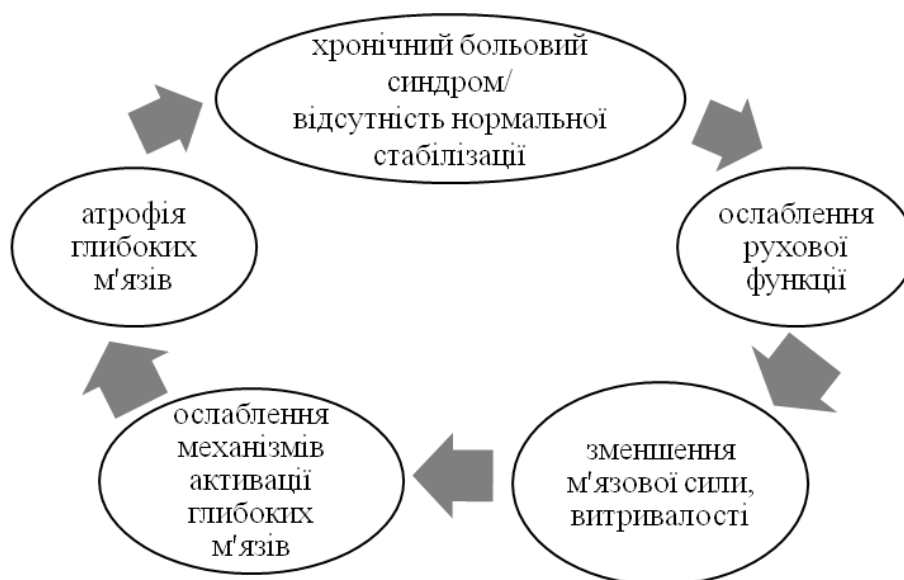 хронічний больовий
синдром/
відсутність нормальної
стабілізації
ослаблення
рухової
функції
зменшення
м'язової сили,
витривалості
ослаблення
механізмів
активації
глибоких
м'язів
атрофія
глибоких
м'язів